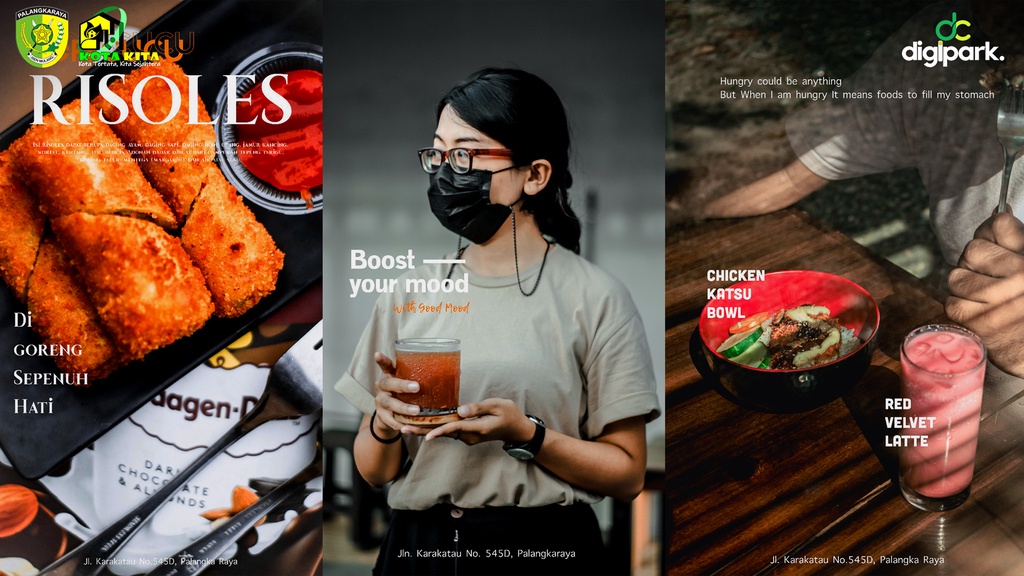 PALANGKARAYA
KOTA KITA
Kota Tertata, Kita Sejahtera
RISOLES
Di
goreng
Sepenuh
Hati
DARK
CHOCOLATE
& ALMONDS
Jl. Karakatau No.545D, Palangka Raya
Boost
your mood
With Good Mood
Jln. Karakatau No. 545D, Palangkaraya
dc
digipark.
Hungry could be anything
But When I am hungry It means foods to fill my stomach
CHICKEN
KATSU
BOWL
RED
VELVET
LATTE
Jl. Karakatau No.545D, Palangka Raya